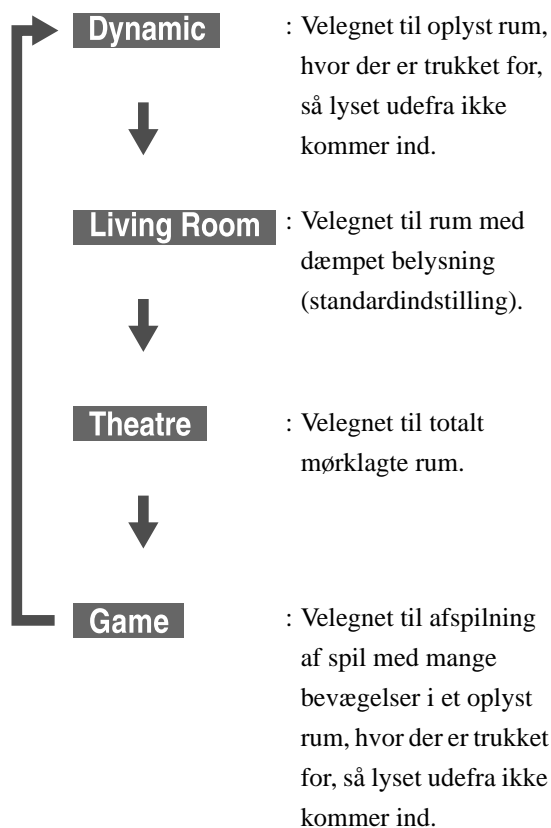 Dynamic : Velegnet til oplyst rum,
hvor der er trukket for,
så lyset udefra ikke
kommer ind.
Living Room : Velegnet til rum med
dæmpet belysning
(standardindstilling).
Theatre : Velegnet til totalt
mørklagte rum.
Game : Velegnet til afspilning
af spil med mange
bevægelser i et oplyst
rum, hvor der er trukket
for, så lyset udefra ikke
kommer ind.